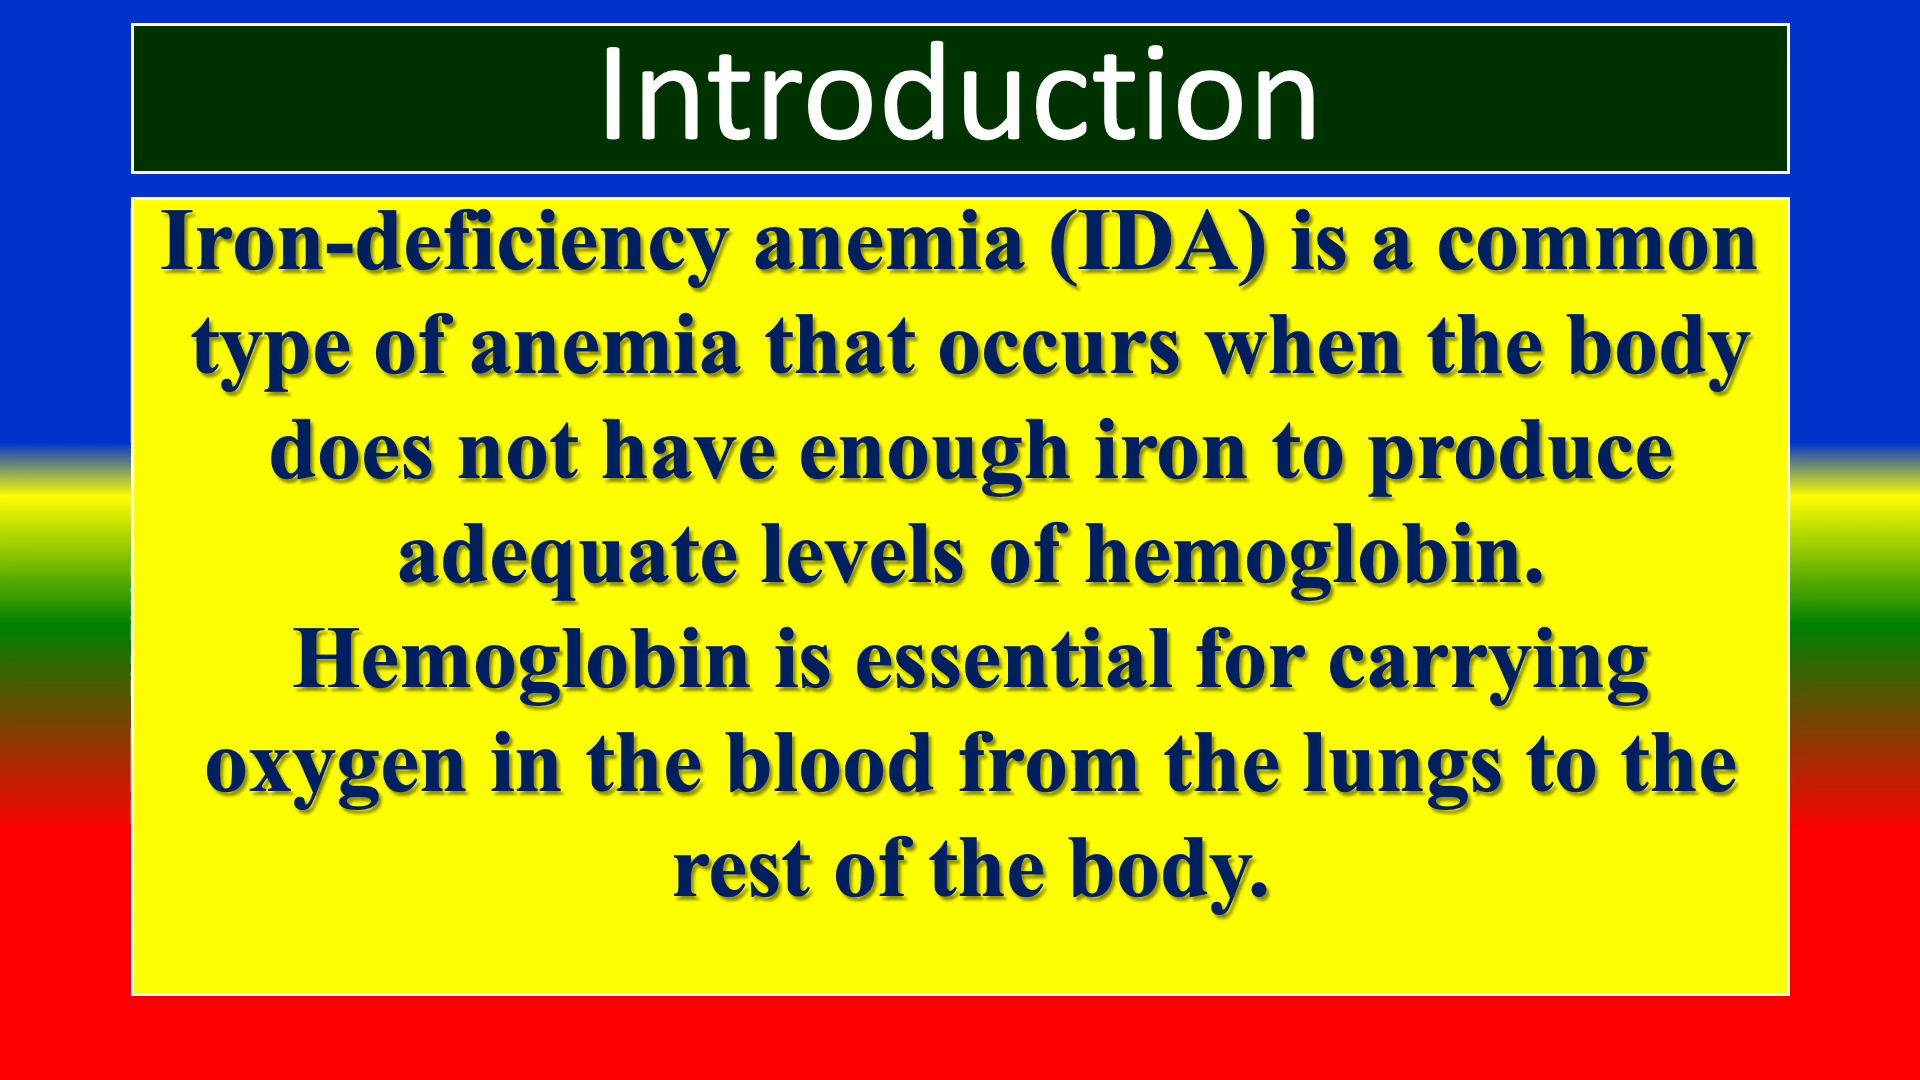 Introduction
Iron-deficiency anemia (IDA) is a common
type of anemia that occurs when the body
does not have enough iron to produce
adequate levels of hemoglobin.
Hemoglobin is essential for carrying
oxygen in the blood from the lungs to the
rest of the body.